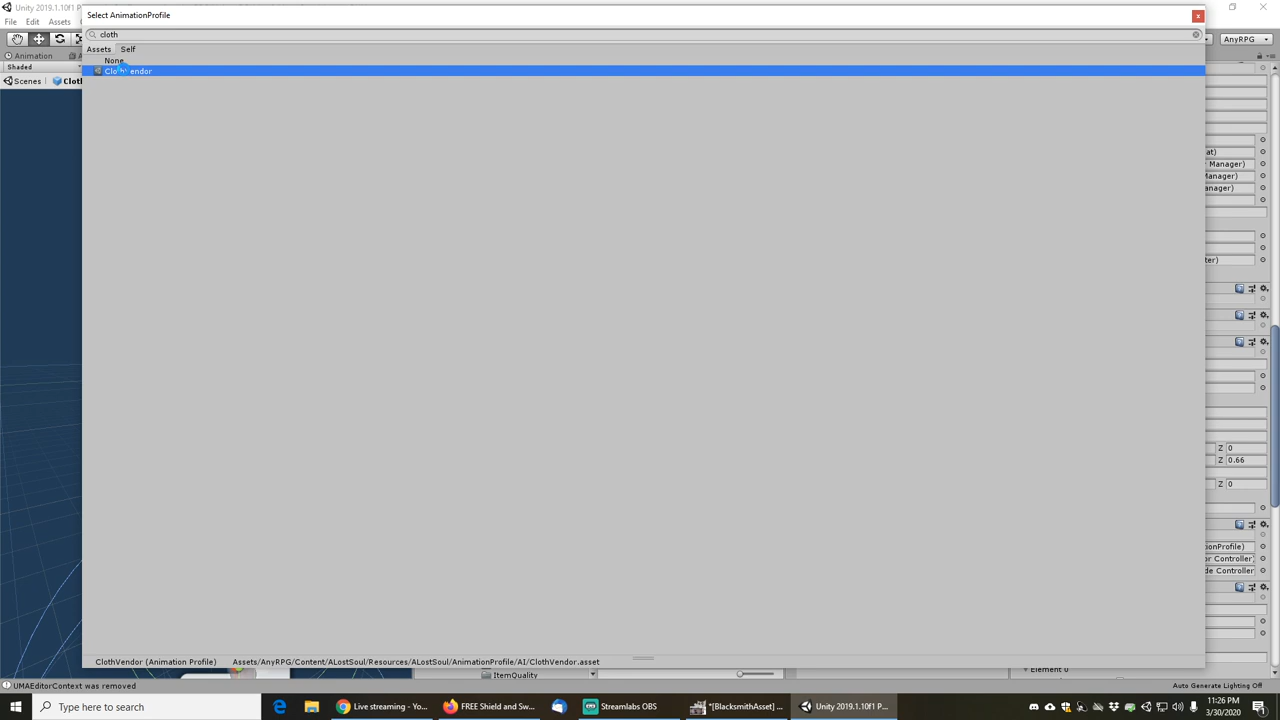 Unity 2019.1.10f1
Select AnimationProfile
x
File Edit Assets
cloth
AnyRPG
Assets Self
Animation
None
Shaded
ClothVendor
Scenes
at)
Manager)
Manager)
anager)
ter)
Z 0
Z 0.66
Z 0
onProfile)
or Controller)
de Controller
ClothVendor (Animation Profile) Assets/AnyRPG/Content/ALostSoul/Resources/ALostSoul/AnimationProfile/AI/ClothVendor.asset
Element 0
ItemQuality
UMAEditorContext was removed
Auto Generate Lighting Off
Type here to search
Live streaming - Yo...
FREE Shield and Sw...
Streamlabs OBS
*[BlacksmithAsset] ...
Unity 2019.1.10f1 P...
11:26 PM
3/30/2020